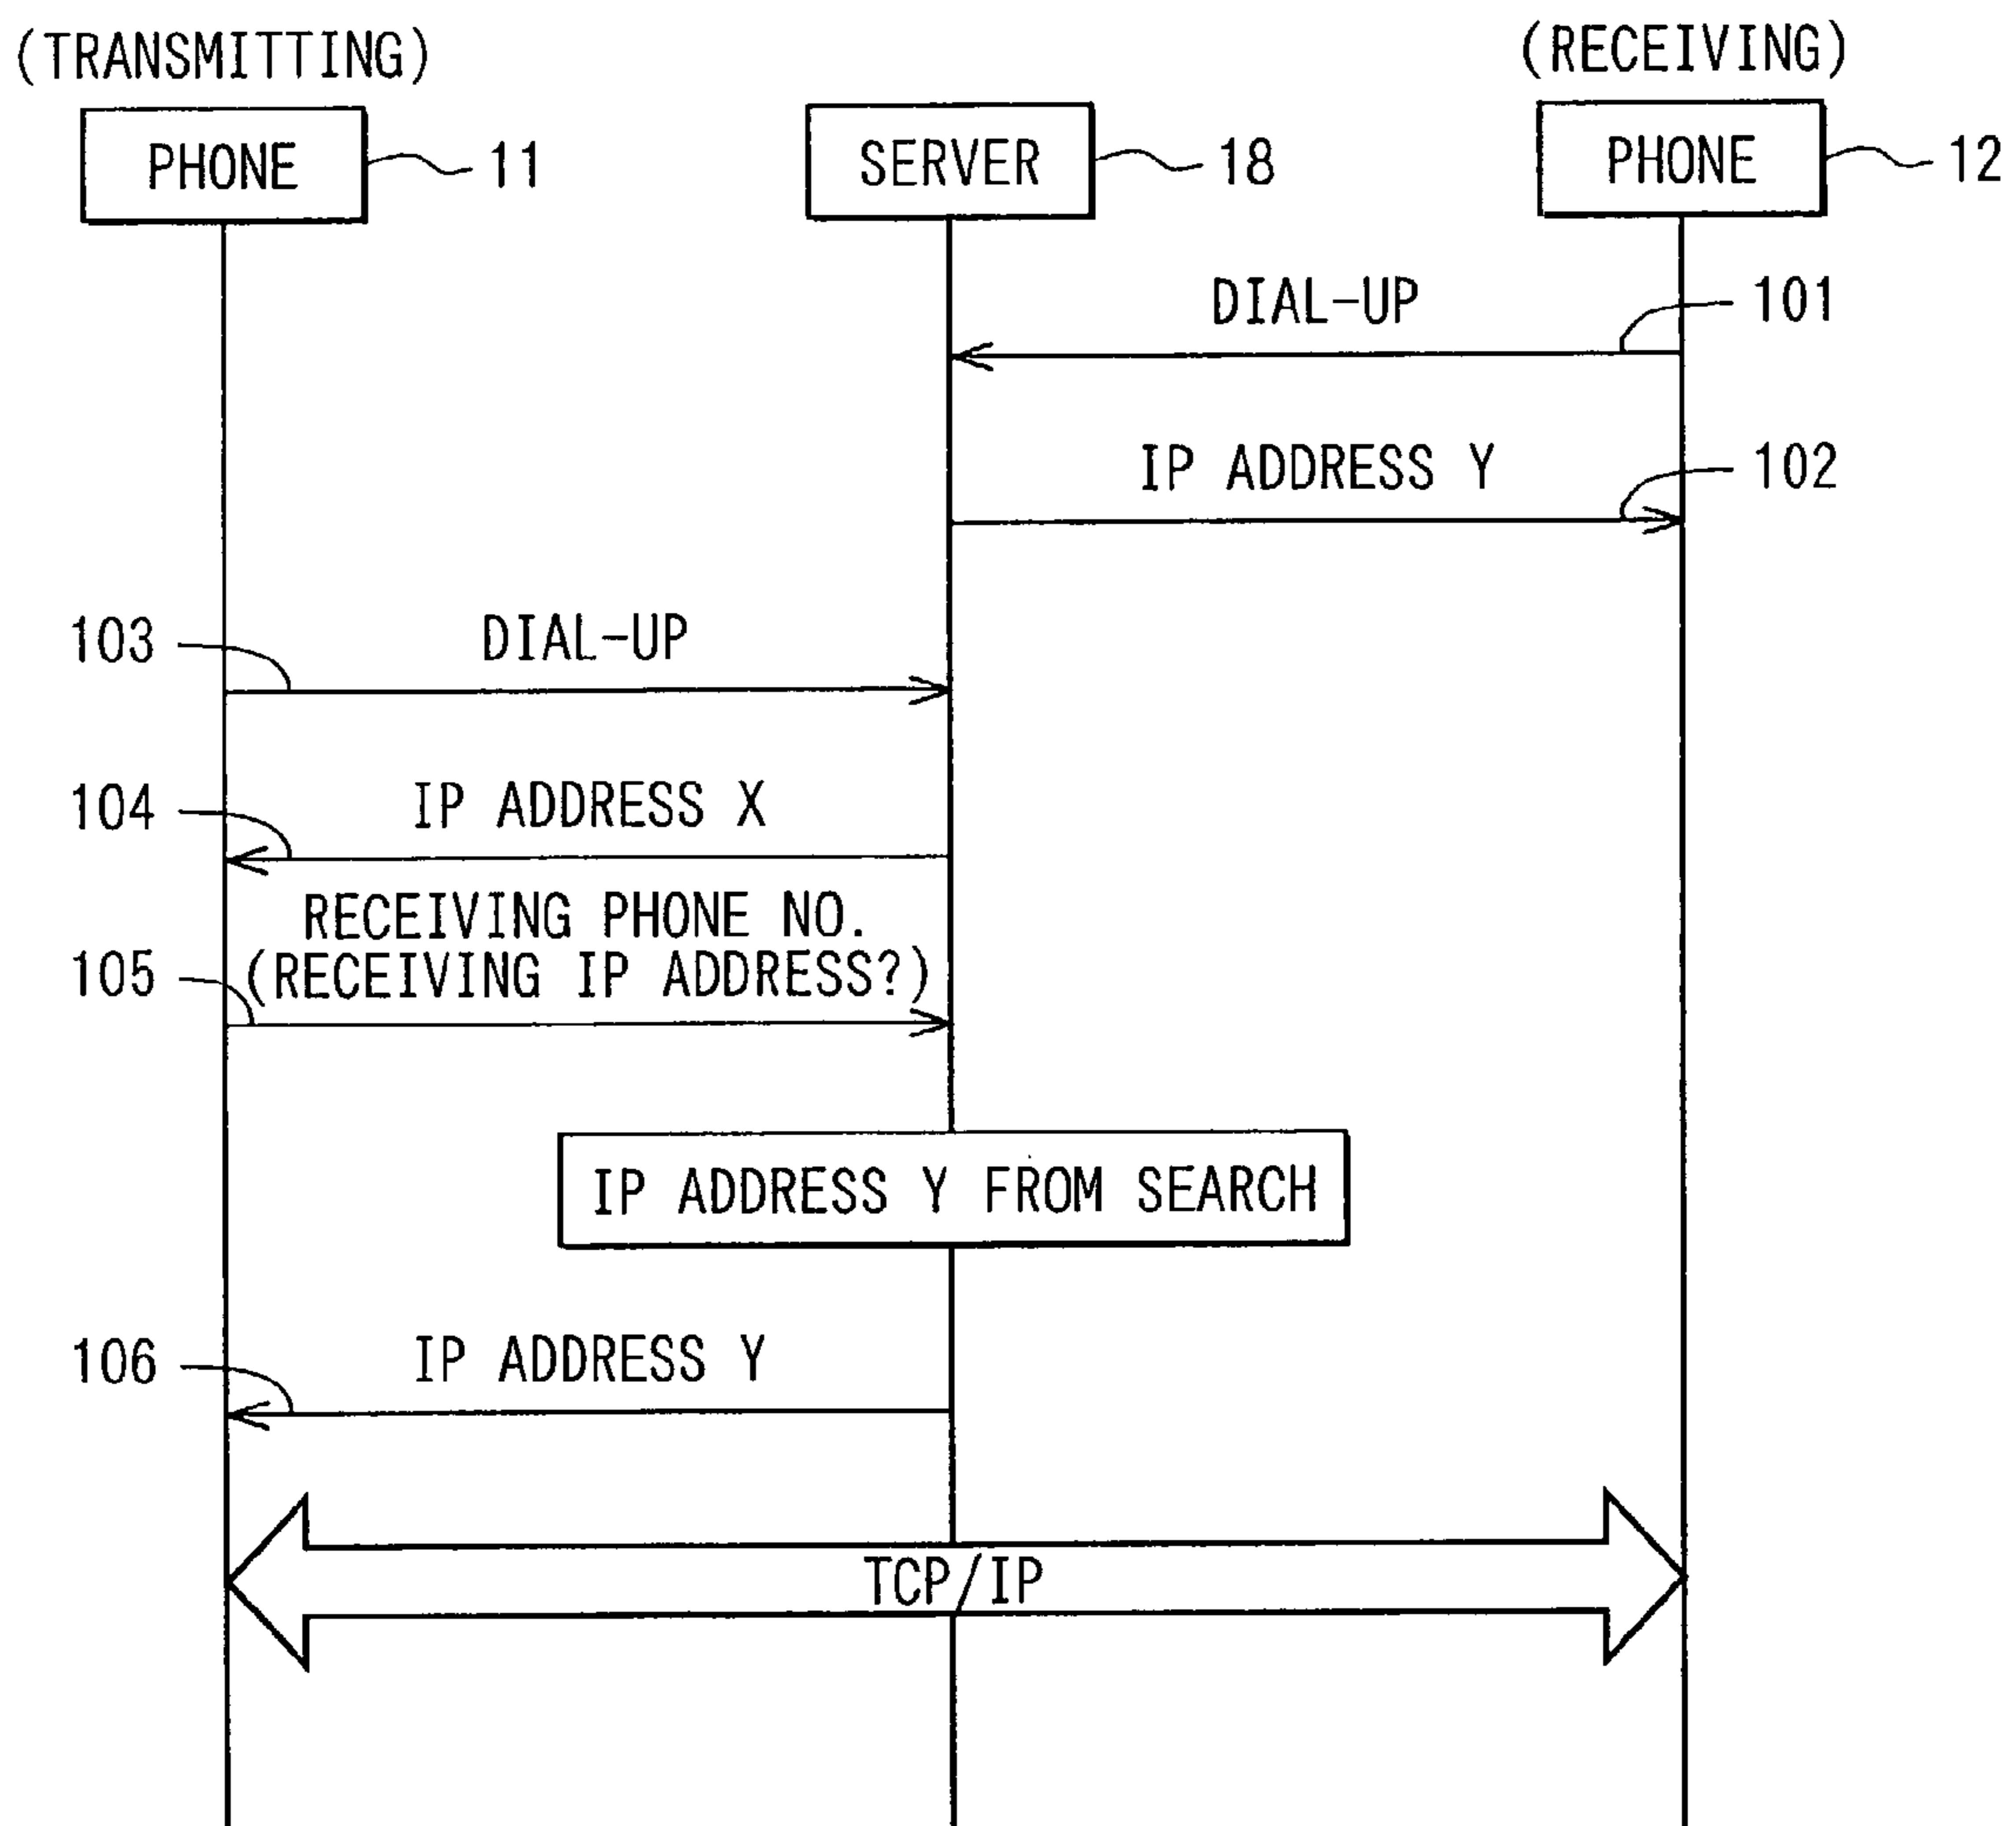 (TRANSMITTING)
(RECEIVING)
PHONE
11
SERVER
18
PHONE
12
DIAL-UP
101
IP ADDRESS Y
102
103
DIAL-UP
104
IP ADDRESS X
RECEIVING PHONE NO.
105
(RECEIVING IP ADDRESS?)
IP ADDRESS Y FROM SEARCH
106
IP ADDRESS Y
TCP/IP